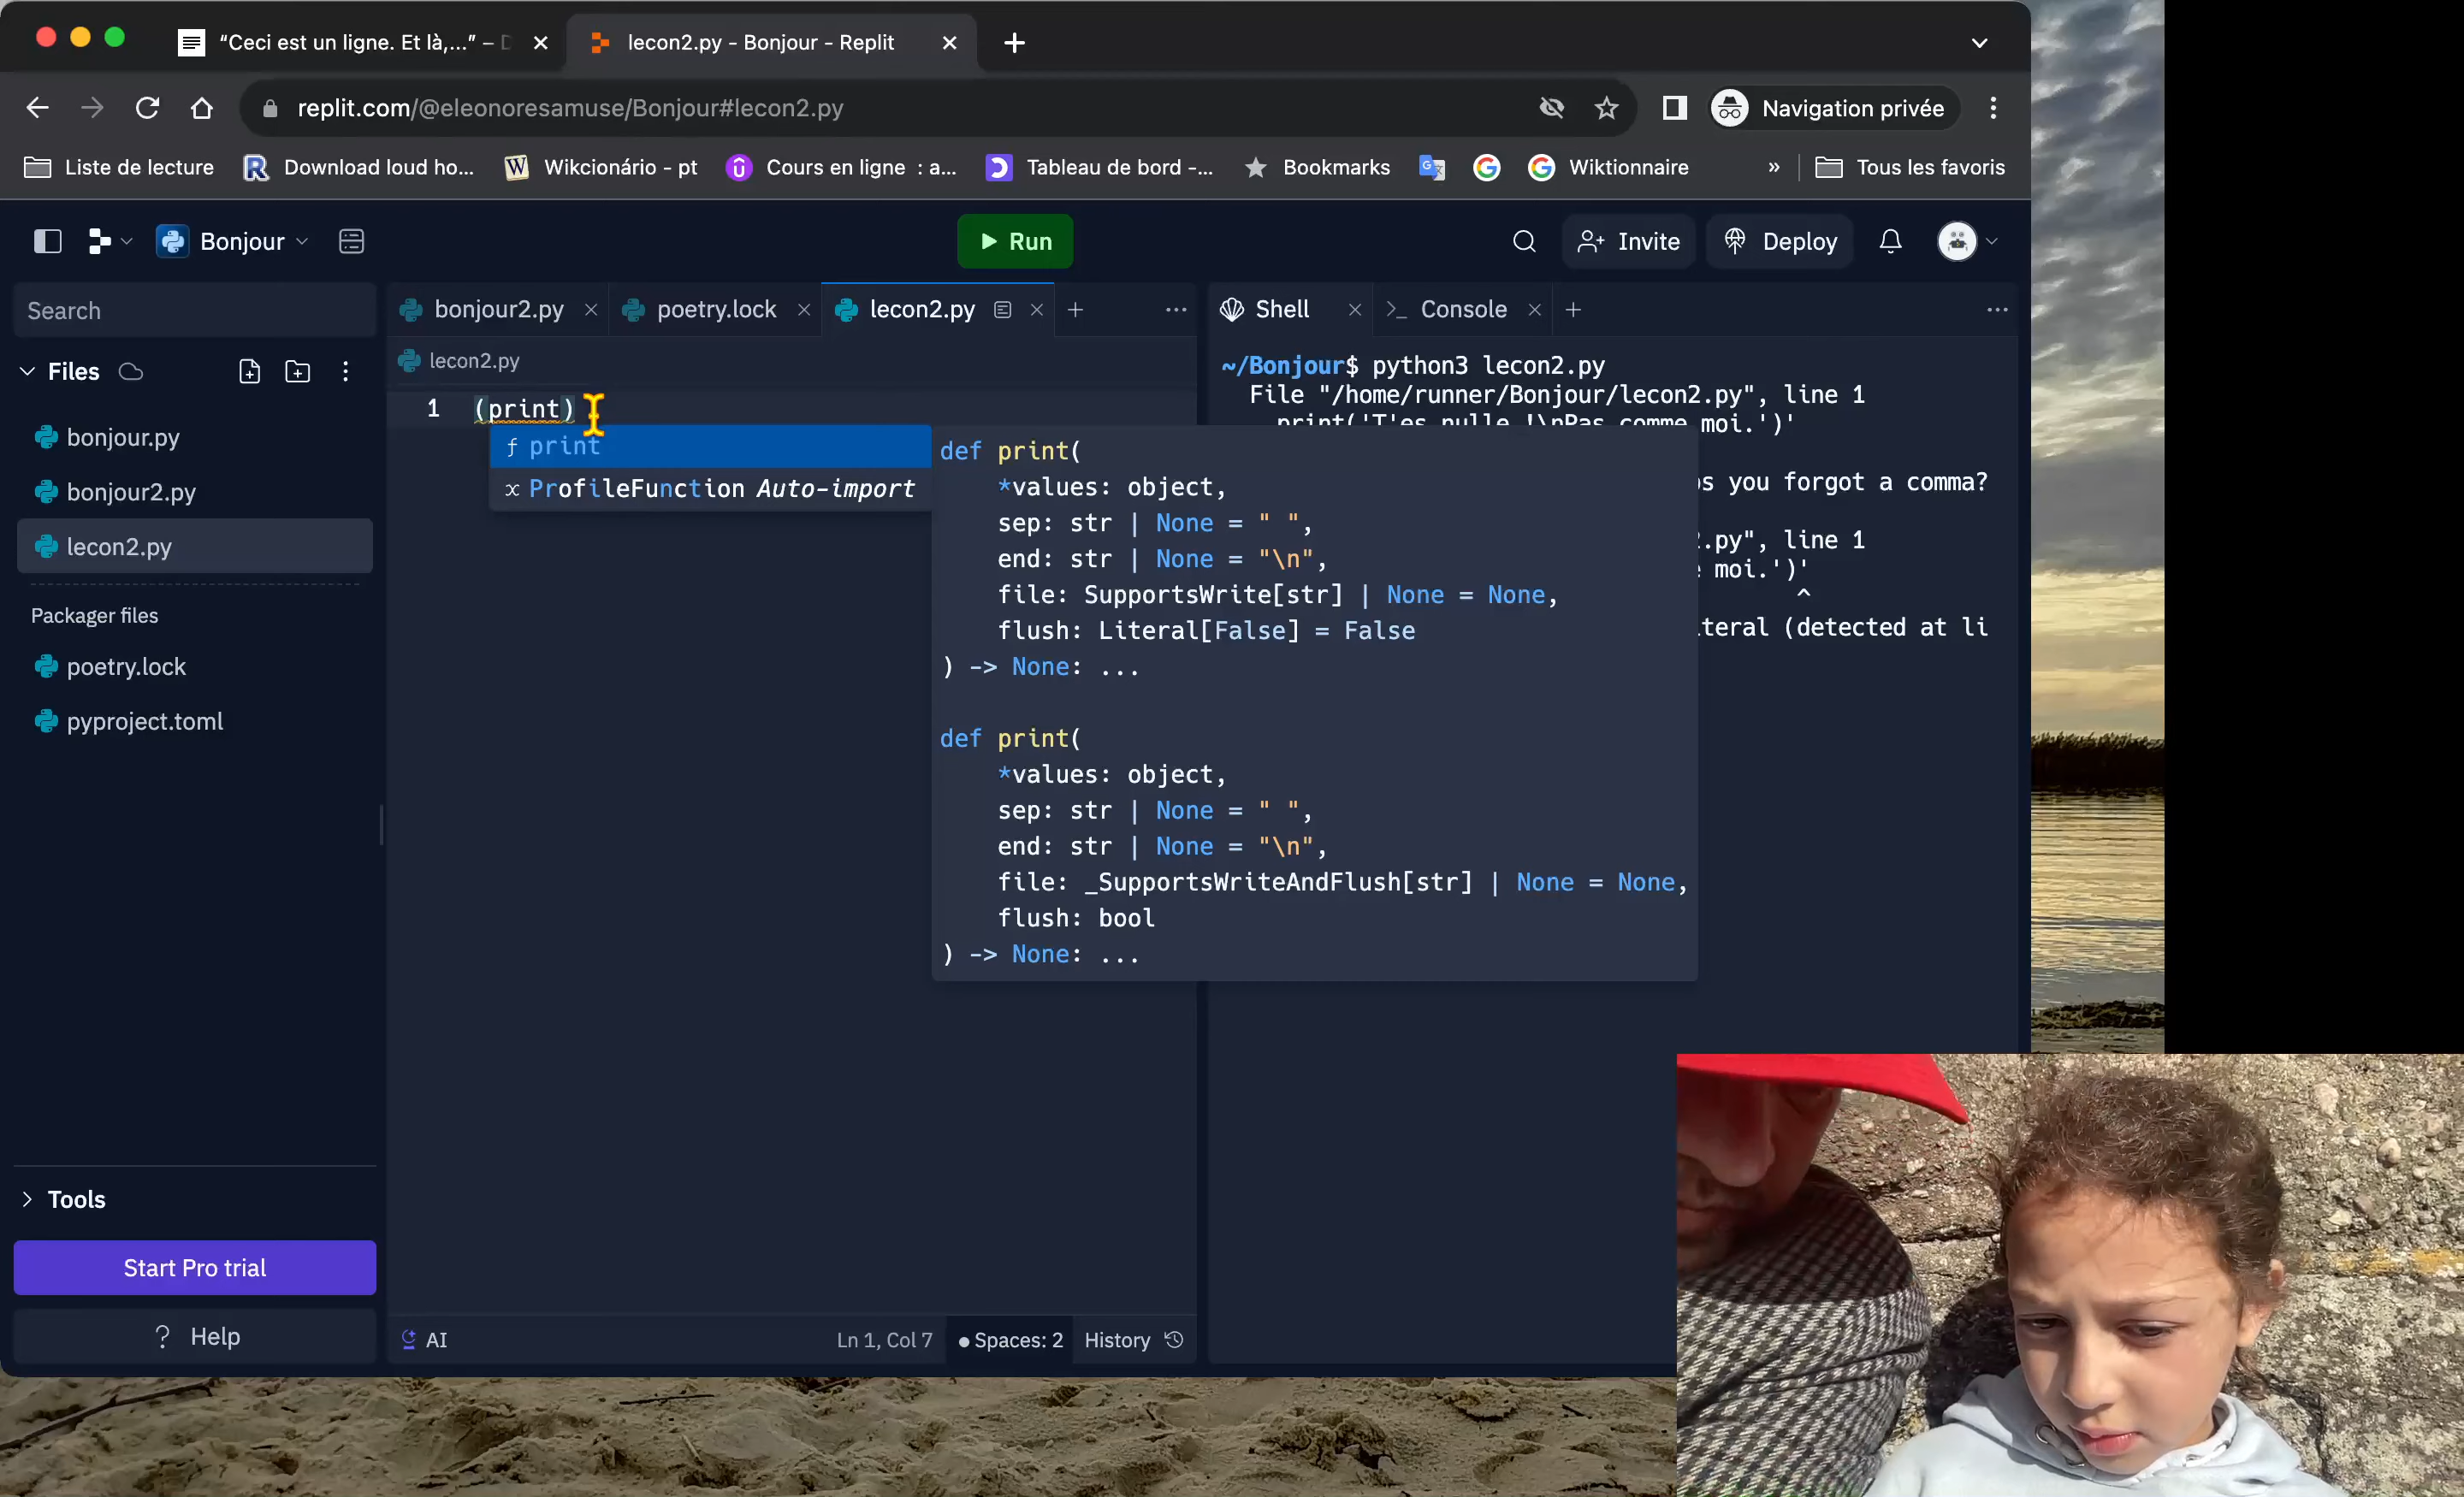 “Ceci est un ligne. Et là,...” –
lecon2.py - Bonjour - Replit
replit.com/@eleonoresamuse/Bonjour#lecon2.py
Navigation privée
Liste de lecture
Download loud ho...
Wikcionário - pt
Cours en ligne : a...
Tableau de bord -...
Bookmarks
Wiktionnaire
»
Tous les favoris
Bonjour
Run
Invite
Deploy
Search
bonjour2.py
poetry.lock
lecon2.py
Shell
Console
Files
bonjour.py
bonjour2.py
lecon2.py
Packager files
poetry.lock
pyproject.toml
lecon2.py
1 (print)
ƒ print
ProfileFunction Auto-import
def print(
*values: object,
sep: str | None = " ",
end: str | None = "\n",
file: SupportsWrite[str] | None = None,
flush: Literal[False] = False
) -> None: ...
def print(
*values: object,
sep: str | None = " ",
end: str | None = "\n",
file: _SupportsWriteAndFlush[str] | None = None,
flush: bool
) -> None: ...
~/Bonjour$ python3 lecon2.py
File "/home/runner/Bonjour/lecon2.py", line 1
print('T'es nulle !\nPas comme moi.')'
you forgot a comma?
.py", line 1
moi.')'
^
(detected at li
Tools
Start Pro trial
? Help
AI
Ln 1, Col 7
Spaces: 2
History